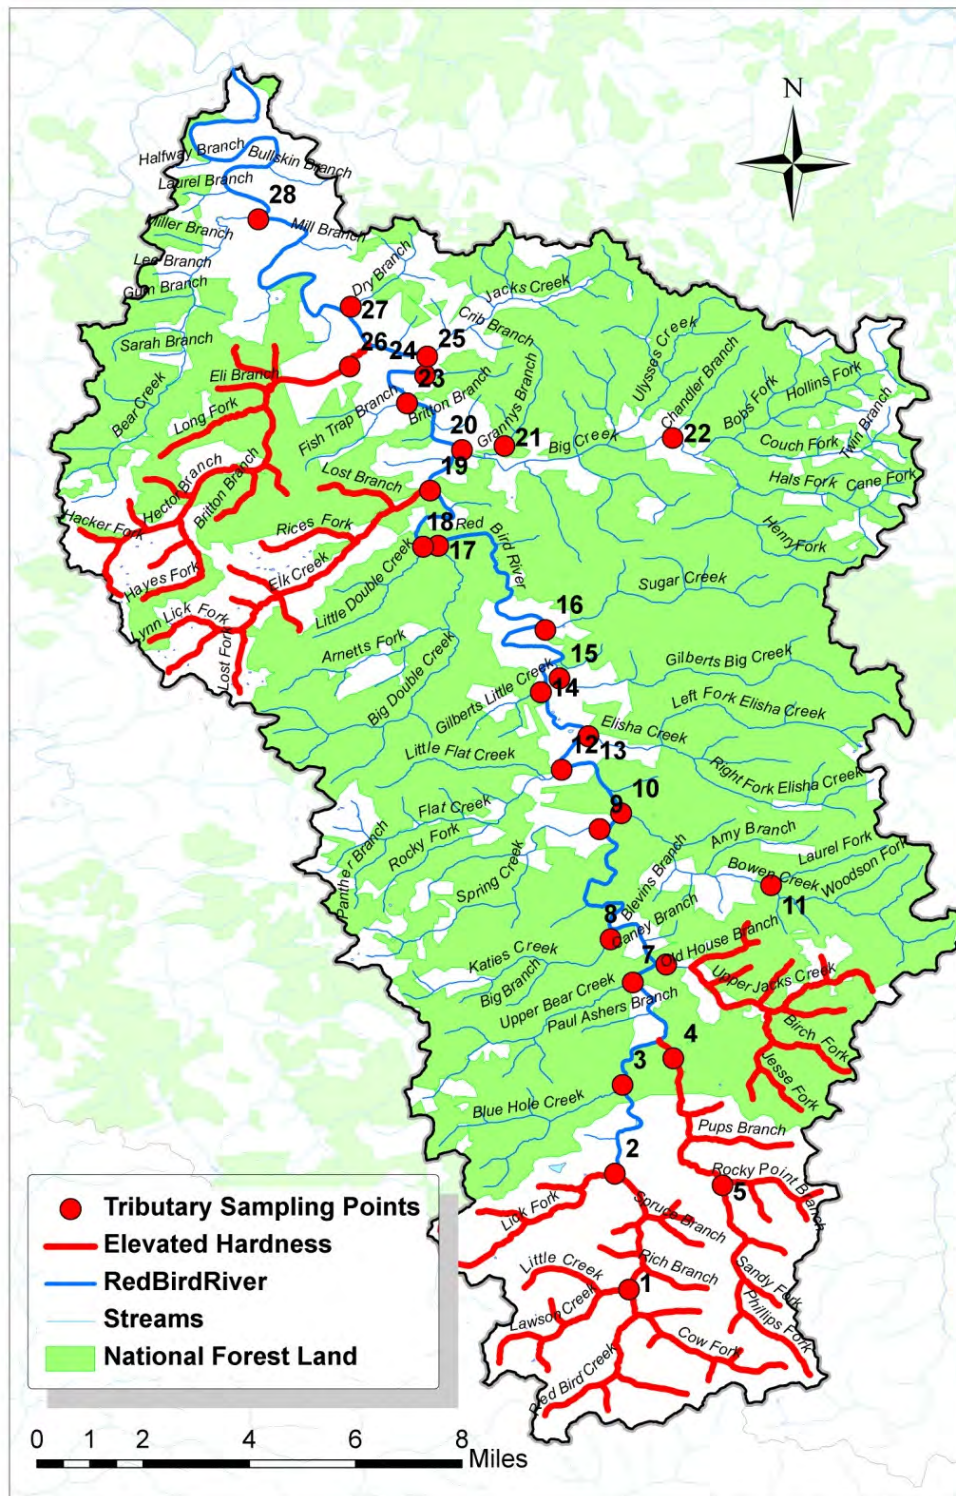 N
Halfway Branch
Bullskin Branch
Laurel Branch
28
Miller Branch
Mill Branch
Lee Branch
Gum Branch
Dry Branch
Jacks Creek
27
Crib Branch
Sarah Branch
25
24
26
Ulysses Creek
Eli Branch
23
Chandler Branch
Hollins Fork
Bobs Fork
Bear Creek
Long Fork
Fish Trap Branch
Britton Branch
Grannys Branch
Twin Branch
20
21
Big Creek
22
Couch Fork
19
Lost Branch
Hals Fork
Cane Fork
Hector Branch
Britton Branch
Hacker Fork
Rices Fork
18
Red Bird River
Henry Fork
17
Hayes Fork
Elk Creek
Little Double Creek
Sugar Creek
Lynn Lick Fork
16
Lost Fork
Arnetts Fork
15
Gilberts Big Creek
Big Double Creek
Gilberts Little Creek
14
Left Fork Elisha Creek
Elisha Creek
12
13
Little Flat Creek
Right Fork Elisha Creek
Flat Creek
10
9
Rocky Fork
Amy Branch
Panther Branch
Laurel Fork
Spring Creek
Blevins Branch
Bowen Creek
Woodson Fork
11
8
Old House Branch
Katies Creek
7
Big Branch
Upper Bear Creek
Upper Jacks Creek
Paul Ashers Branch
Birch Fork
4
3
Jesse Fork
Blue Hole Creek
Pups Branch
2
Rocky Point Branch
5
Lick Fork
Spruce Branch
Little Creek
Rich Branch
Sandy Fork
1
Lawson Creek
Phillips Fork
Cow Fork
Red Bird Creek
Tributary Sampling Points
Elevated Hardness
RedBirdRiver
Streams
National Forest Land
0 1 2 4 6 8
Miles